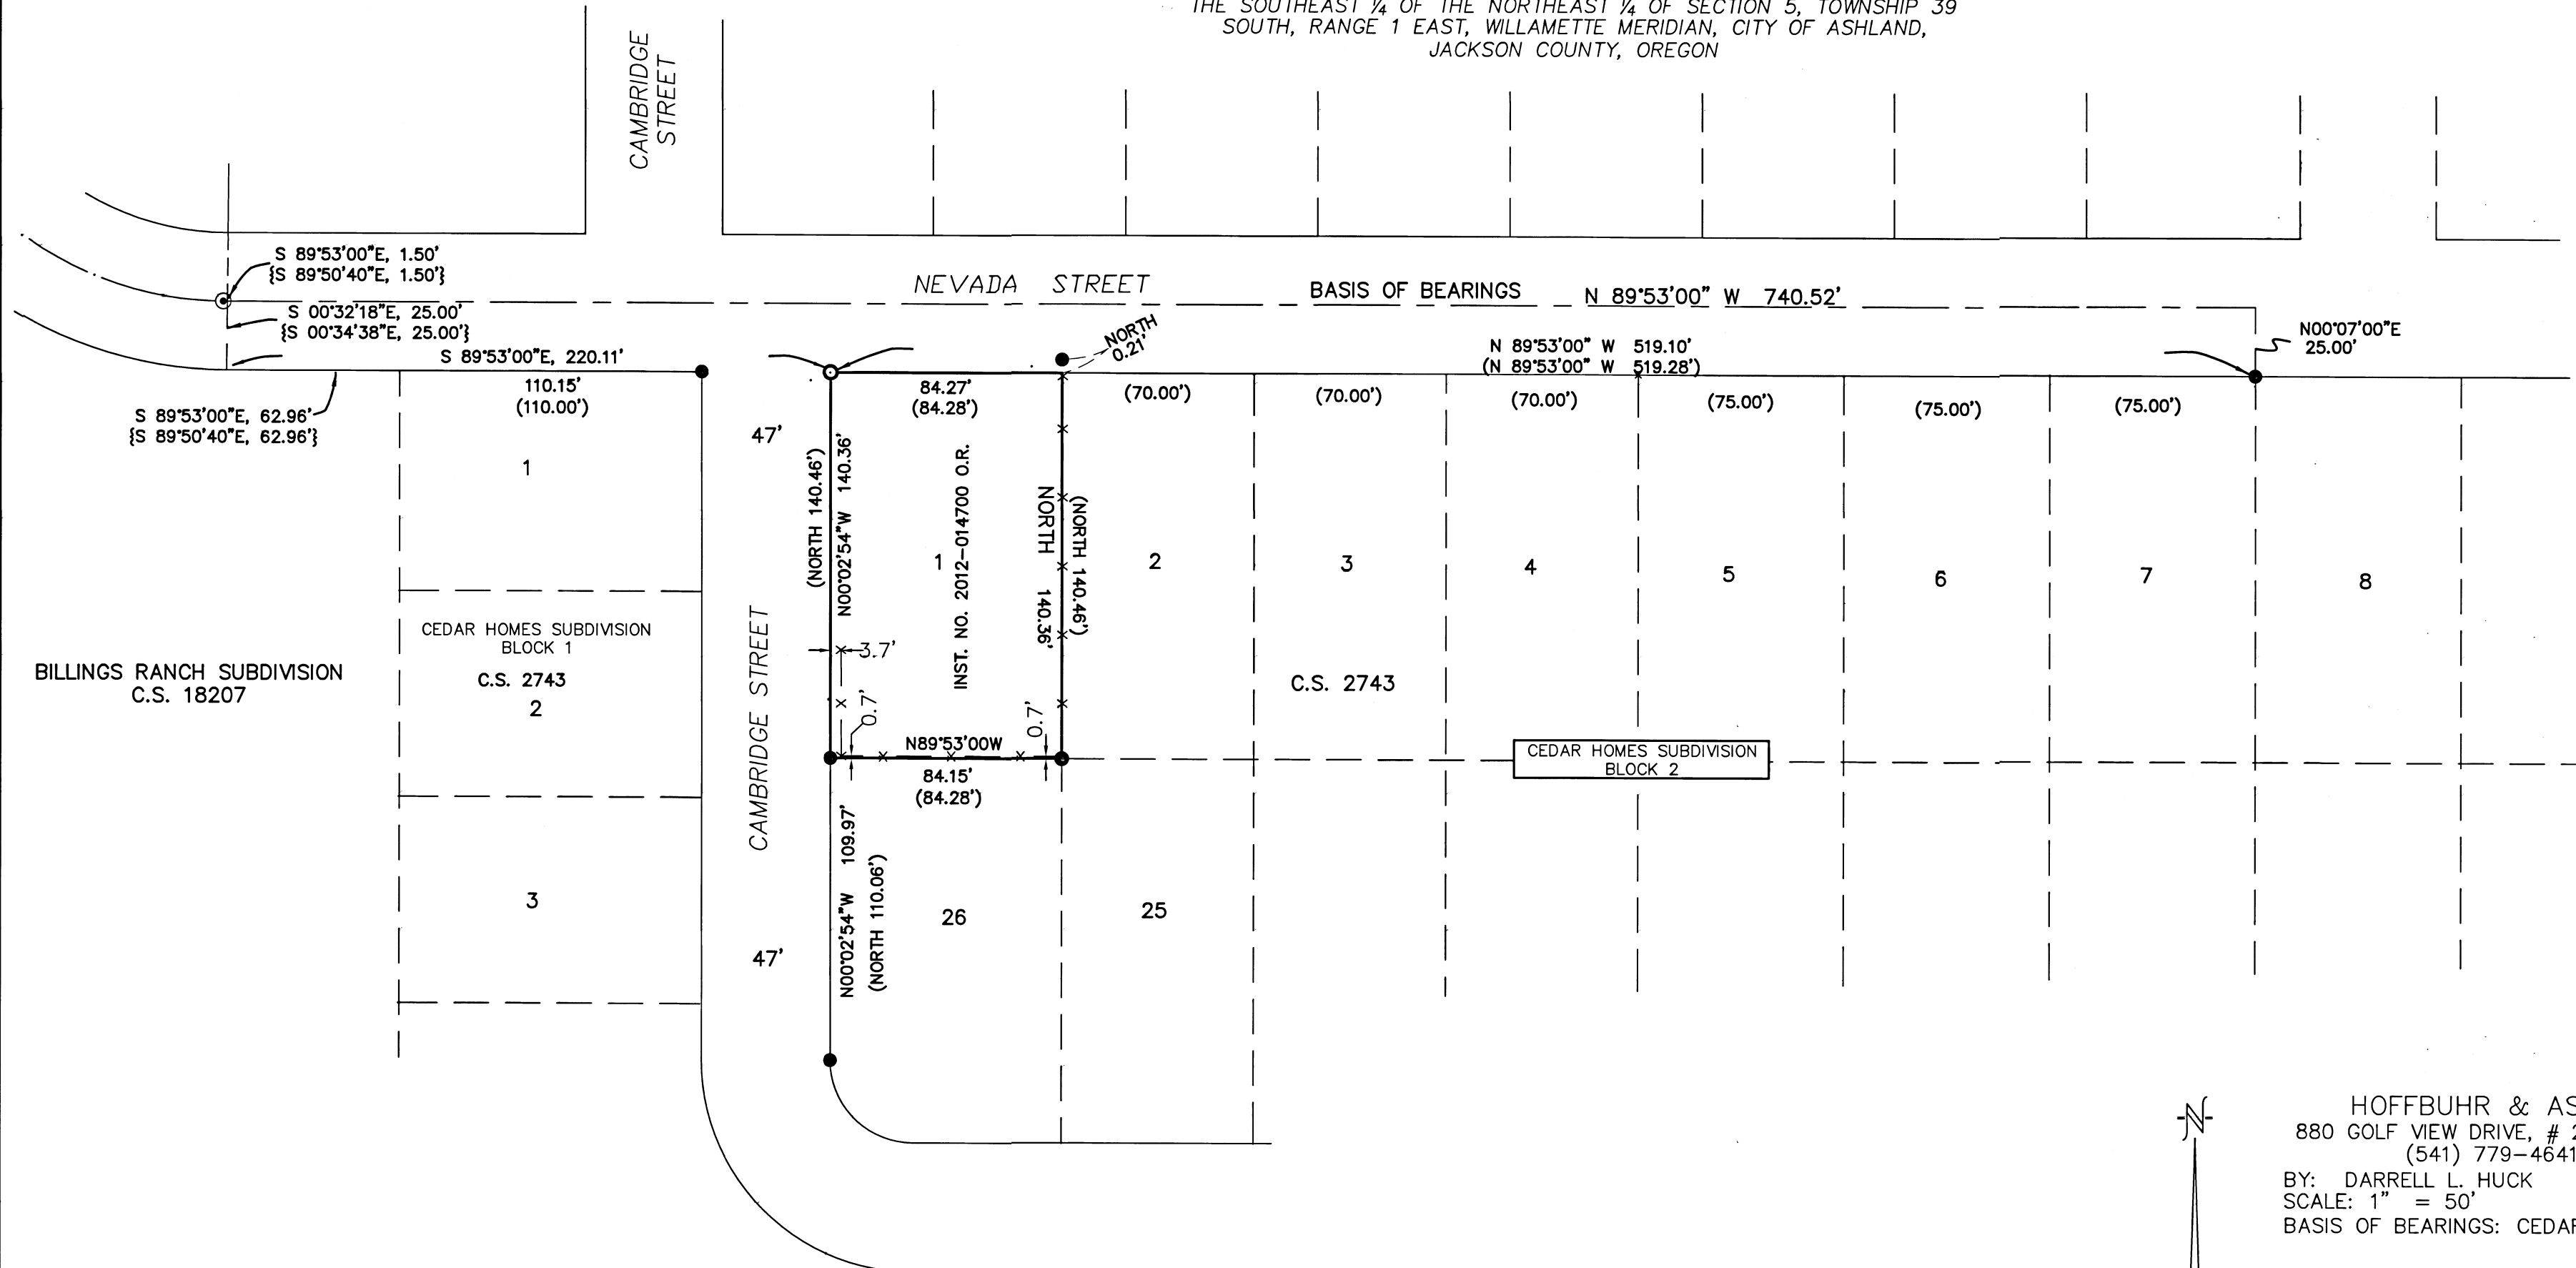 THE SOUTHEAST ¼ OF THE NORTHEAST ¼ OF SECTION 5, TOWNSHIP 39
SOUTH, RANGE 1 EAST, WILLAMETTE MERIDIAN, CITY OF ASHLAND,
JACKSON COUNTY, OREGON
CAMBRIDGE
STREET
S 89°53'00"E, 1.50'
{S 89°50'40"E, 1.50'}
S 00°32'18"E, 25.00'
{S 00°34'38"E, 25.00'}
S 89°53'00"E, 220.11'
NEVADA STREET
BASIS OF BEARINGS
N 89°53'00" W 740.52'
NORTH
0.21'
N 89°53'00" W 519.10'
(N 89°53'00" W 519.28')
N00°07'00"E
25.00'
S 89°53'00"E, 62.96'
{S 89°50'40"E, 62.96'}
110.15'
(110.00')
84.27'
(84.28')
(70.00')
(70.00')
(70.00')
(75.00')
(75.00')
(75.00')
47'
1
(NORTH 140.46')
N00°02'54"W 140.36'
1
INST. NO. 2012-014700 O.R.
NORTH 140.36'
(NORTH 140.46')
2
3
4
5
6
7
8
CEDAR HOMES SUBDIVISION
BLOCK 1
C.S. 2743
2
BILLINGS RANCH SUBDIVISION
C.S. 18207
CAMBRIDGE STREET
3.7'
0.7'
0.7'
C.S. 2743
N89°53'00W
84.15'
(84.28')
CEDAR HOMES SUBDIVISION
BLOCK 2
3
47'
N00°02'54"W 109.97'
(NORTH 110.06')
26
25
N
HOFFBUHR & AS
880 GOLF VIEW DRIVE, # 2
(541) 779-4641
BY: DARRELL L. HUCK
SCALE: 1" = 50'
BASIS OF BEARINGS: CEDAR